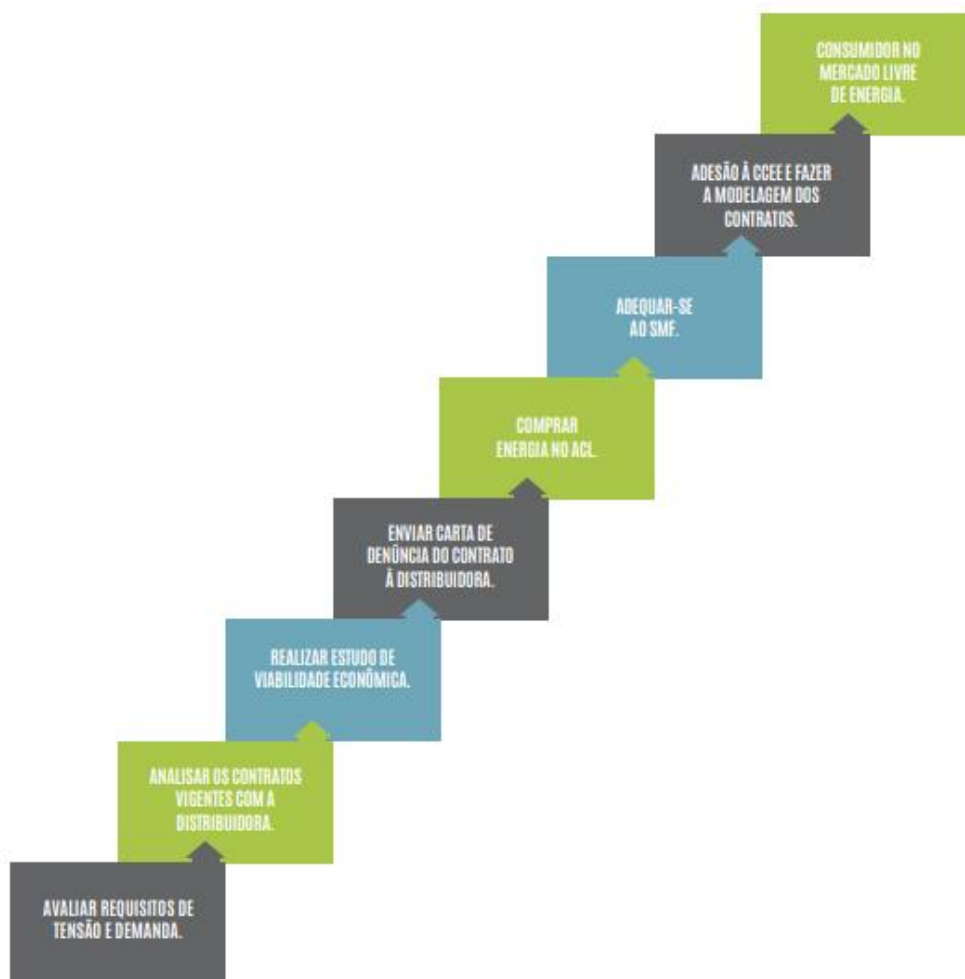 CONSUMIDOR NO
MERCADO LIVRE
DE ENERGIA.
ADESÃO À CCEE E FAZER
A MODELAGEM DOS
CONTRATOS.
ADEQUAR-SE
AO SMF.
COMPRAR
ENERGIA NO ACL.
ENVIAR CARTA DE
DENÚNCIA DO CONTRATO
À DISTRIBUIDORA.
REALIZAR ESTUDO DE
VIABILIDADE ECONÔMICA.
ANALISAR OS CONTRATOS
VIGENTES COM A
DISTRIBUIDORA.
AVALIAR REQUISITOS DE
TENSÃO E DEMANDA.